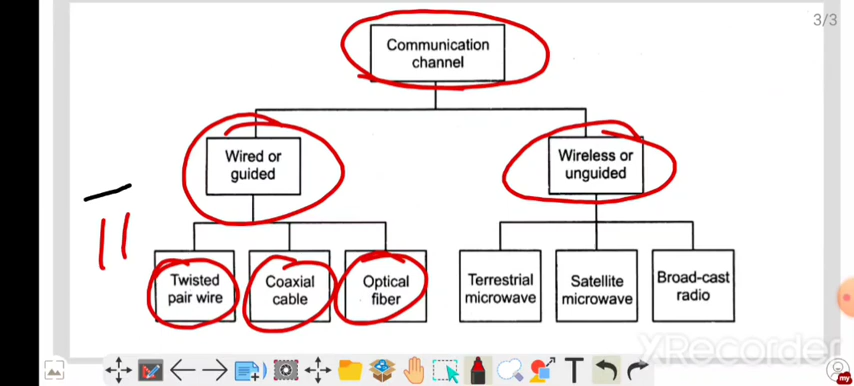 3/3
Communication
channel
Wired or
guided
Wireless or
unguided
Twisted
pair wire
Coaxial
cable
Optical
fiber
Terrestrial
microwave
Satellite
microwave
Broad-cast
radio
XRecorder
T
my